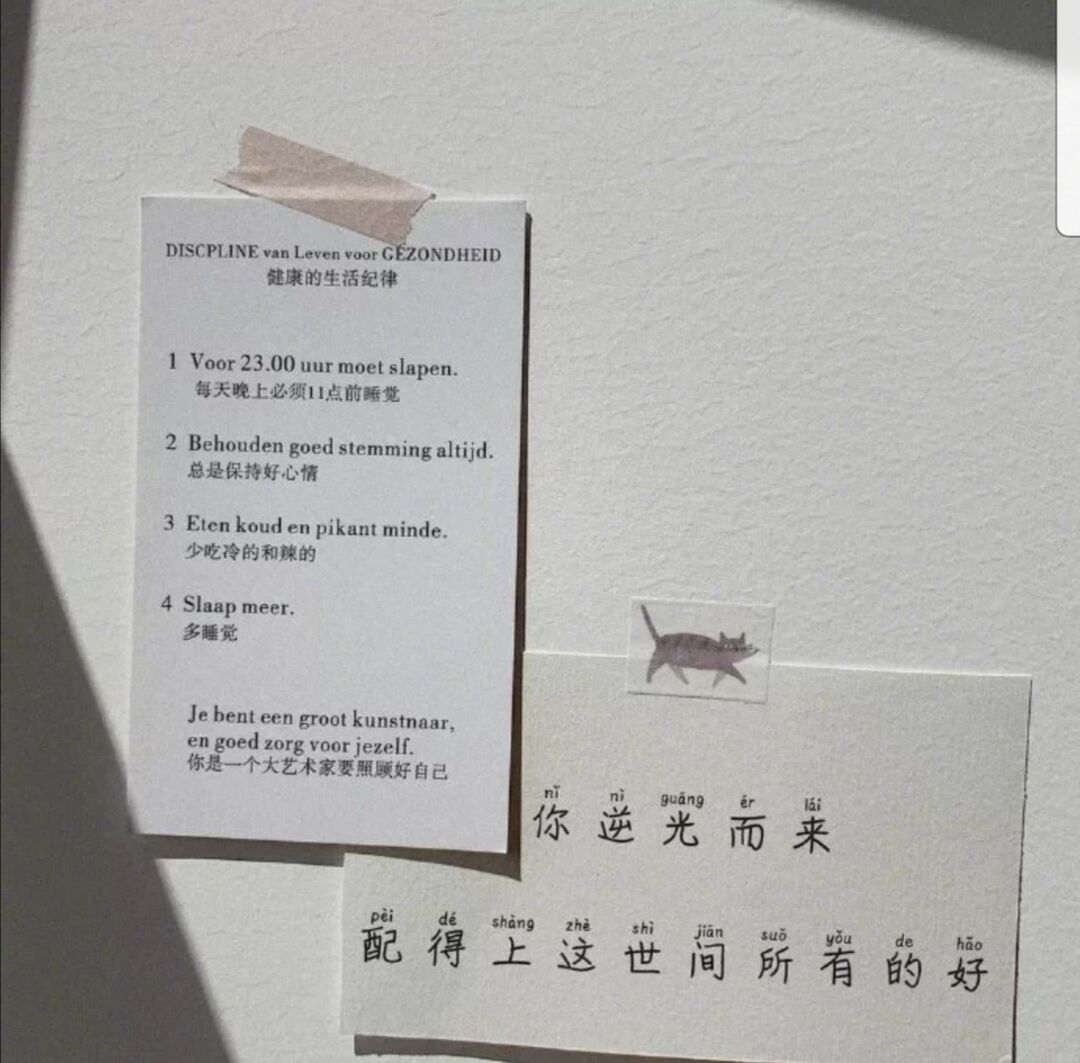 DISCPLINE van Leven voor GEZONDHEID
健康的生活纪律
1 Voor 23.00 uur moet slapen.
每天晚上必须11点前睡觉
2 Behouden goed stemming altijd.
总是保持好心情
3 Eten koud en pikant minde.
少吃冷的和辣的
4 Slaap meer.
多睡觉
Je bent een groot kunstnaar,
en goed zorg voor jezelf.
你是一个大艺术家要照顾好自己
nǐ nì guāng ér lái
你逆光而来
pèi dé shàng zhè shì jiān suǒ yǒu de hǎo
配得上这世间所有的好